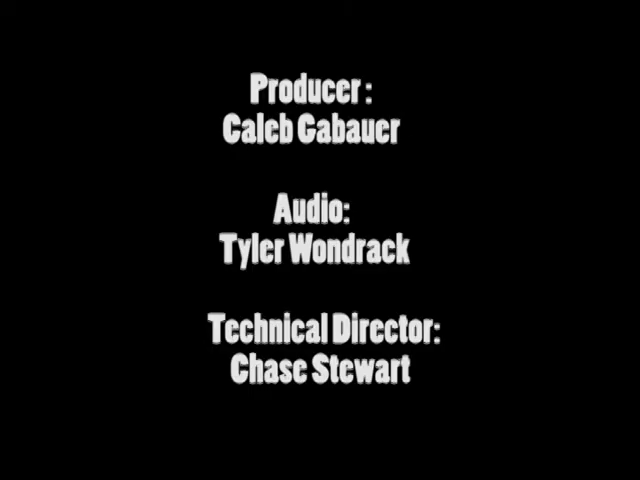 Producer :
Caleb Gabauer
Audio:
Tyler Wondrack
Technical Director:
Chase Stewart